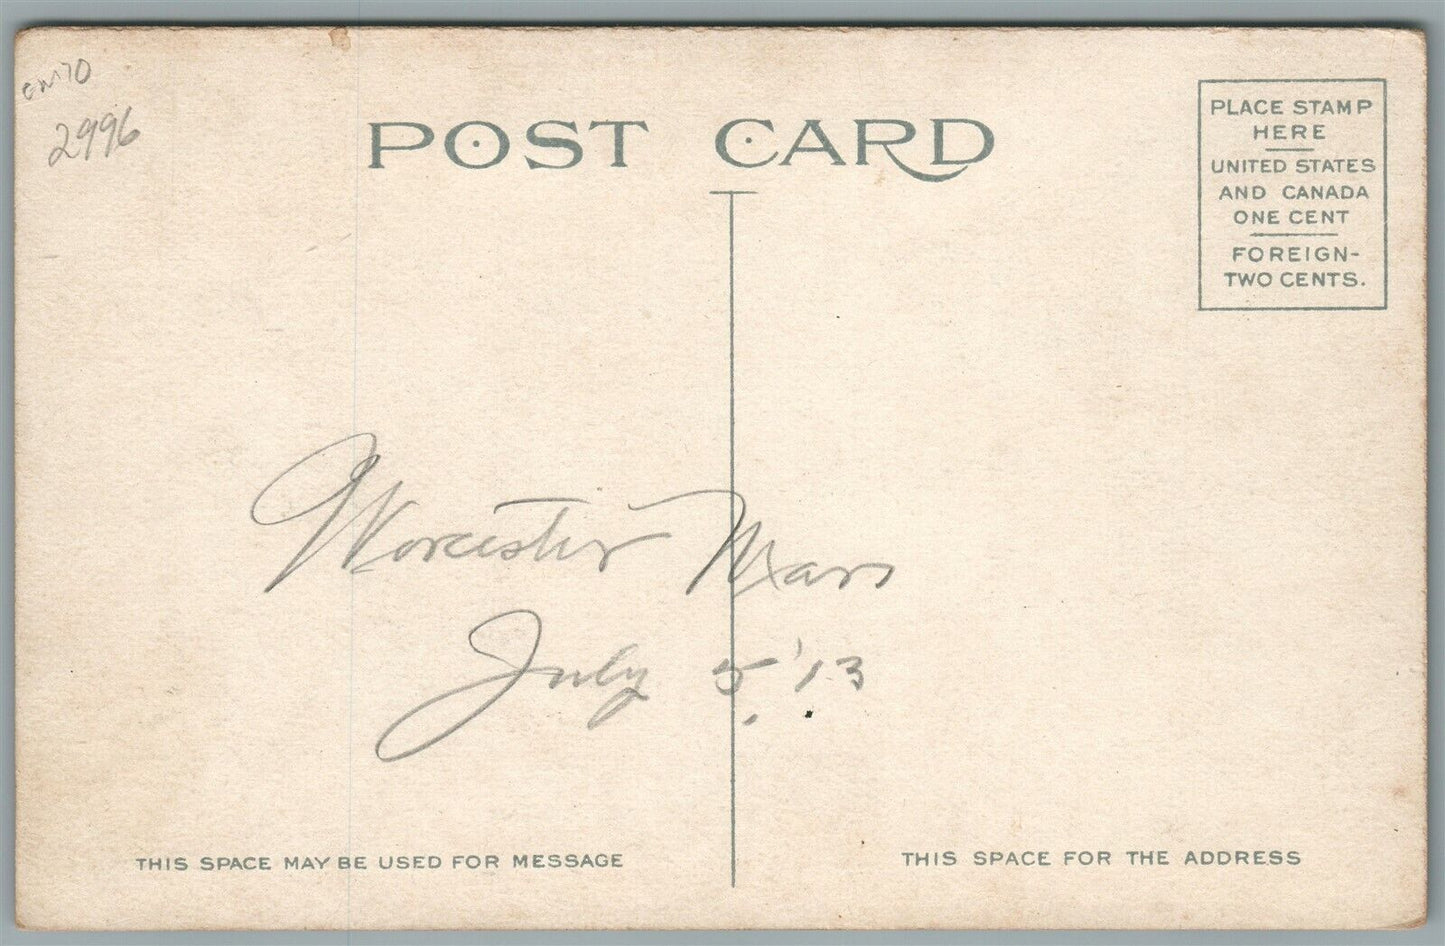 2996
POST CARD
PLACE STAMP
HERE
UNITED STATES
AND CANADA
ONE CENT
FOREIGN-
TWO CENTS.
Worcester Mass
July 5 '13
THIS SPACE MAY BE USED FOR MESSAGE
THIS SPACE FOR THE ADDRESS